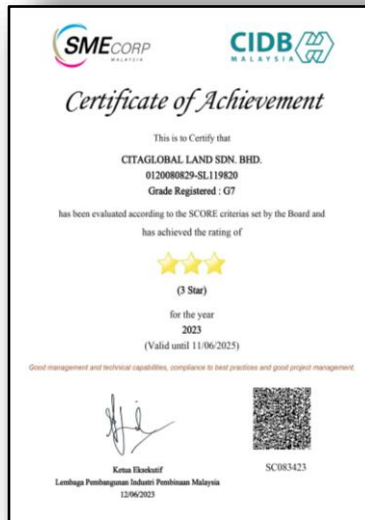 SMECORP
MALAYSIA
CIDB
MALAYSIA
Certificate of Achievement
This is to Certify that
CITAGLOBAL LAND SDN. BHD.
0120080829-SL119820
Grade Registered : G7
has been evaluated according to the SCORE criterias set by the Board and
has achieved the rating of
(3 Star)
for the year
2023
(Valid until 11/06/2025)
Good management and technical capabilities, compliance to best practices and good project management.
Ketua Eksekutif
Lembaga Pembangunan Industri Pembinaan Malaysia
12/06/2023
SC083423